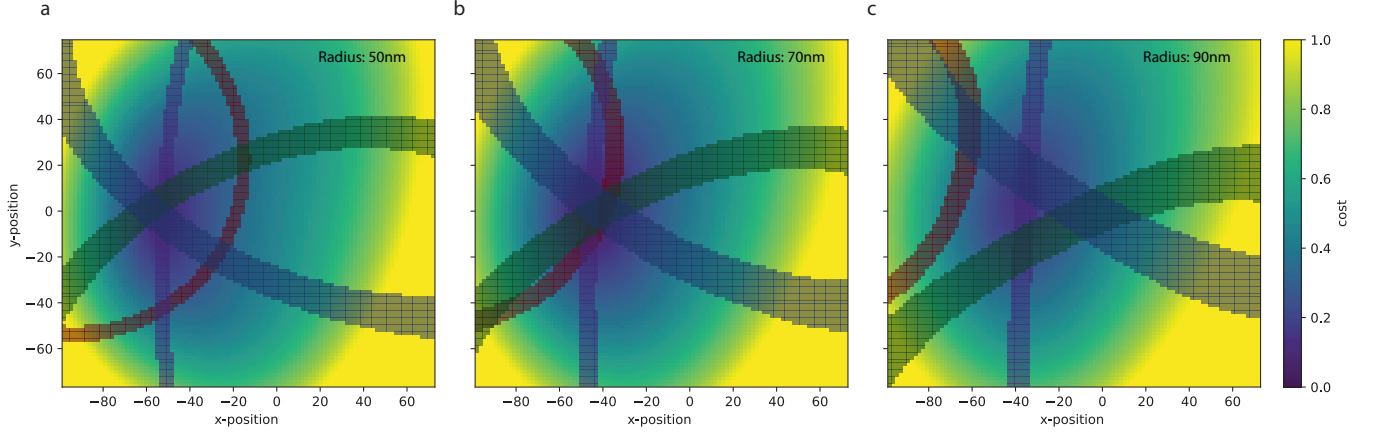 a
b
c
Radius: 50nm
Radius: 70nm
Radius: 90nm
60
40
20
0
−20
−40
−60
y-position
−80 −60 −40 −20 0 20 40 60
x-position
−80 −60 −40 −20 0 20 40 60
x-position
−80 −60 −40 −20 0 20 40 60
x-position
1.0
0.8
0.6
0.4
0.2
0.0
cost